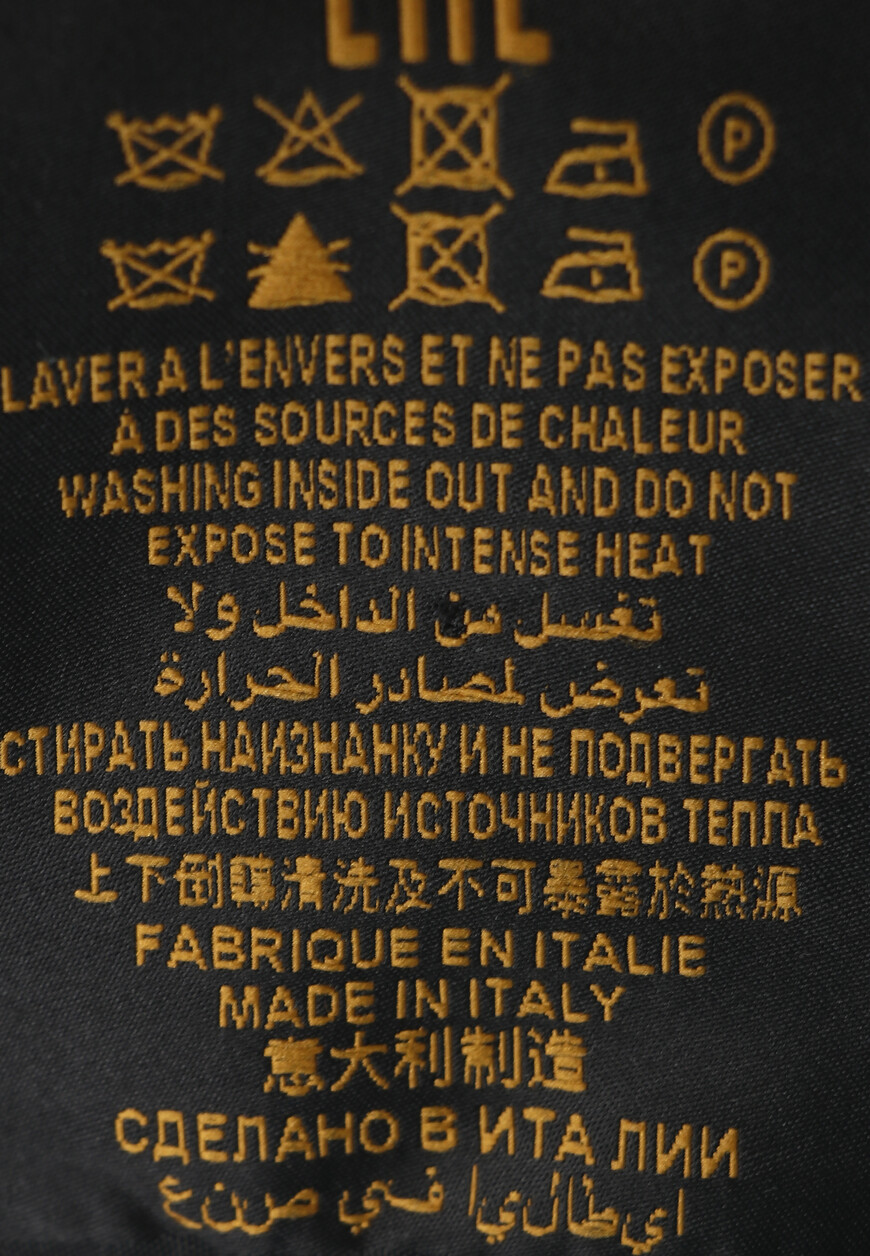 P
P
LAVER A L'ENVERS ET NE PAS EXPOSER
A DES SOURCES DE CHALEUR
WASHING INSIDE OUT AND DO NOT
EXPOSE TO INTENSE HEAT
تغسل من الداخل ولا
تعرض لمصادر الحرارة
СТИРАТЬ НАИЗНАНКУ И НЕ ПОДВЕРГАТЬ
ВОЗДЕЙСТВИЮ ИСТОЧНИКОВ ТЕПЛА
上下倒轉清洗及不可暴露於熱源
FABRIQUE EN ITALIE
MADE IN ITALY
意大利制造
СДЕЛАНО В ИТАЛИИ
ايطاليا في صنع